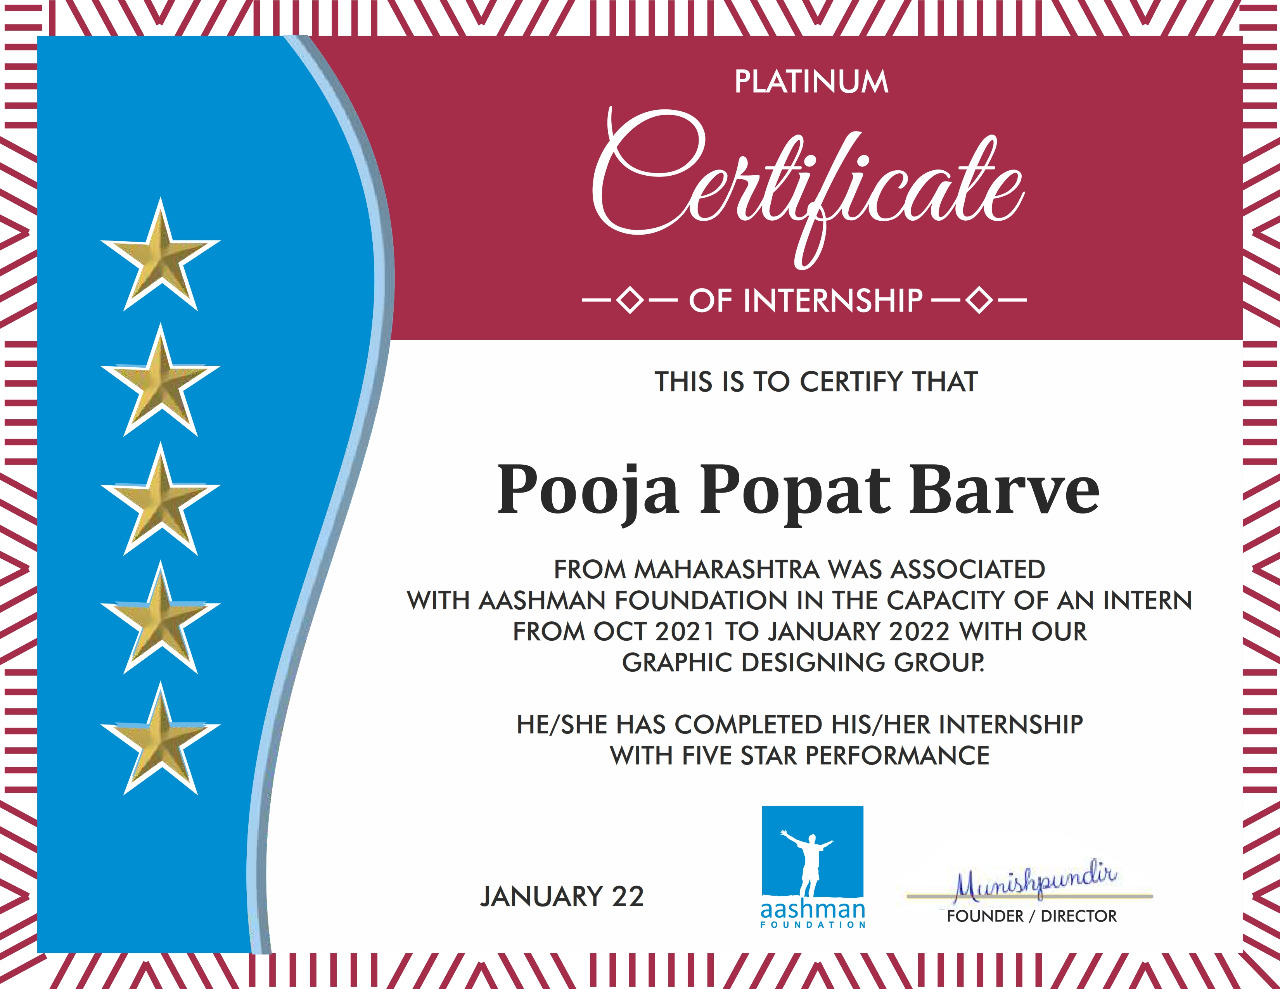 PLATINUM
Certificate
OF INTERNSHIP
THIS IS TO CERTIFY THAT
Pooja Popat Barve
FROM MAHARASHTRA WAS ASSOCIATED
WITH AASHMAN FOUNDATION IN THE CAPACITY OF AN INTERN
FROM OCT 2021 TO JANUARY 2022 WITH OUR
GRAPHIC DESIGNING GROUP.
HE/SHE HAS COMPLETED HIS/HER INTERNSHIP
WITH FIVE STAR PERFORMANCE
JANUARY 22
aashman
FOUNDATION
Munishpundir
FOUNDER / DIRECTOR